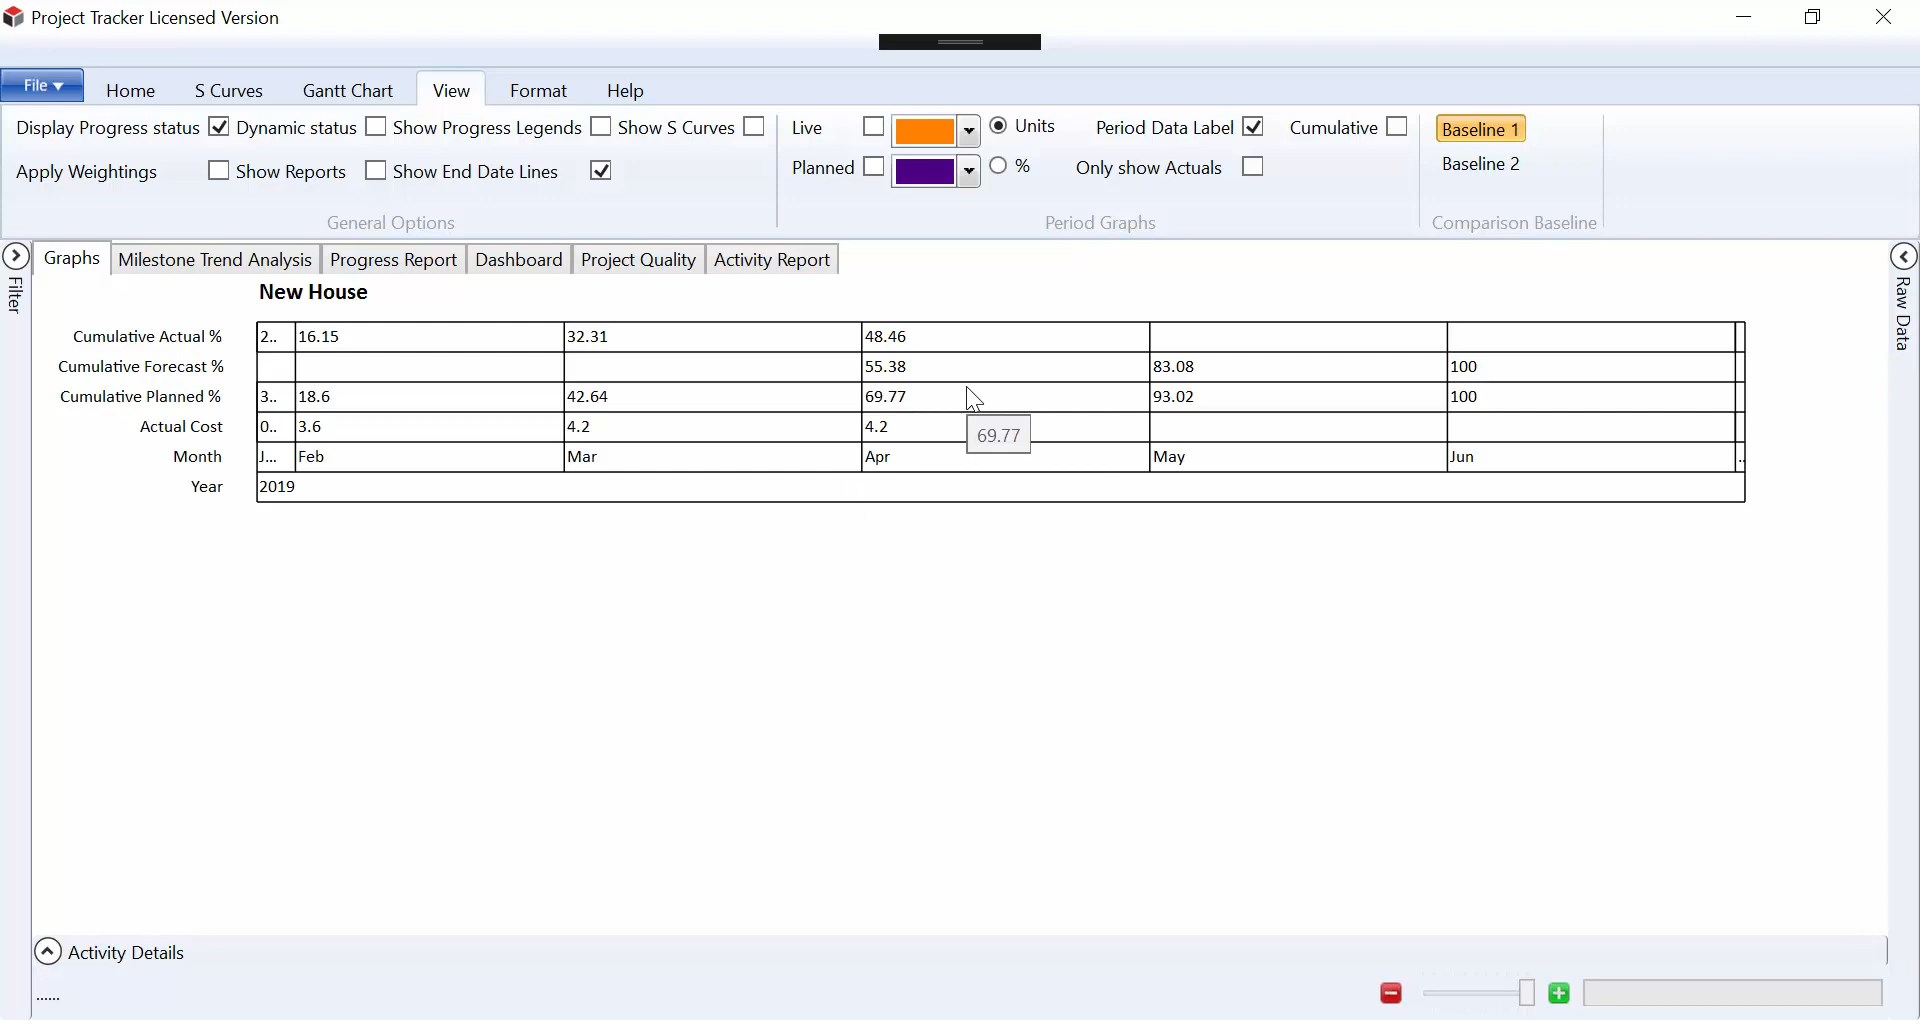 Project Tracker Licensed Version
File Home S Curves Gantt Chart View Format Help
Display Progress status Dynamic status Show Progress Legends Show S Curves Live Units Period Data Label Cumulative Baseline 1
Apply Weightings Show Reports Show End Date Lines Planned % Only show Actuals Baseline 2
General Options Period Graphs Comparison Baseline
Graphs Milestone Trend Analysis Progress Report Dashboard Project Quality Activity Report
Filter
Raw Data
New House
Cumulative Actual % 2.. 16.15 32.31 48.46
Cumulative Forecast % 55.38 83.08 100
Cumulative Planned % 3.. 18.6 42.64 69.77 93.02 100
Actual Cost 0.. 3.6 4.2 4.2
69.77
Month J... Feb Mar Apr May Jun ..
Year 2019
Activity Details
......